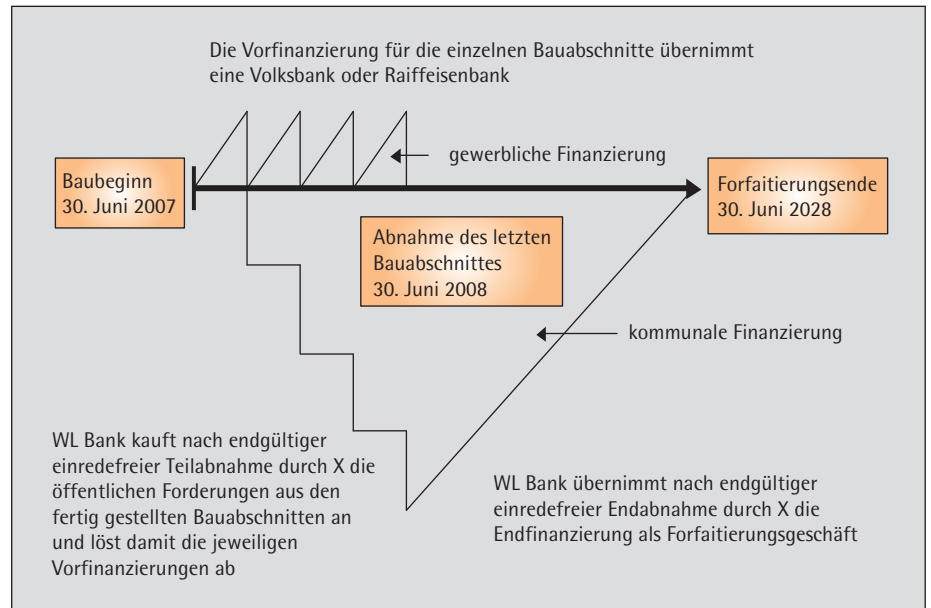 Die Vorfinanzierung für die einzelnen Bauabschnitte übernimmt
eine Volksbank oder Raiffeisenbank
gewerbliche Finanzierung
Baubeginn
30. Juni 2007
Forfaitierungsende
30. Juni 2028
Abnahme des letzten
Bauabschnittes
30. Juni 2008
kommunale Finanzierung
WL Bank kauft nach endgültiger
einredefreier Teilabnahme durch X die
öffentlichen Forderungen aus den
fertig gestellten Bauabschnitten an
und löst damit die jeweiligen
Vorfinanzierungen ab
WL Bank übernimmt nach endgültiger
einredefreier Endabnahme durch X die
Endfinanzierung als Forfaitierungsgeschäft